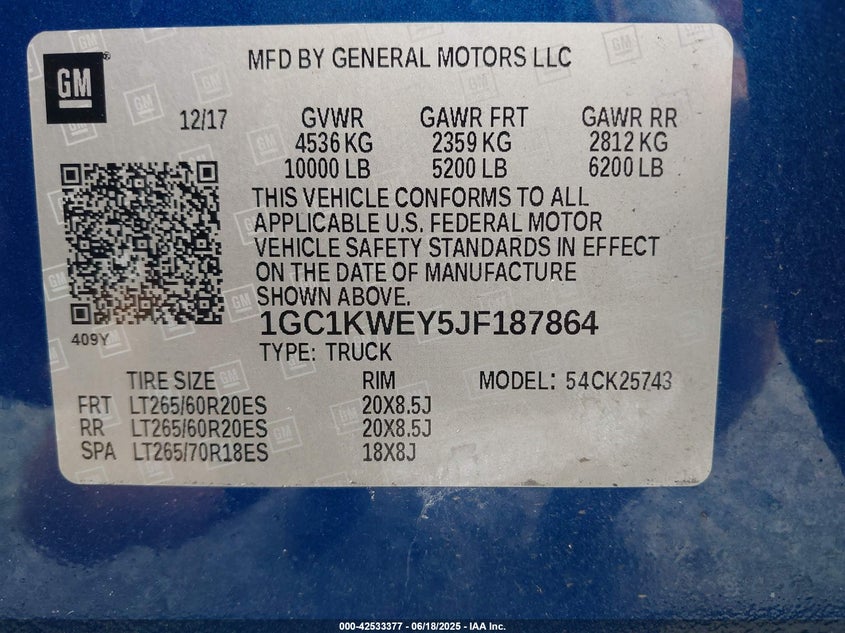 GM
MFD BY GENERAL MOTORS LLC
12/17 GVWR GAWR FRT GAWR RR
4536 KG 2359 KG 2812 KG
10000 LB 5200 LB 6200 LB
THIS VEHICLE CONFORMS TO ALL
APPLICABLE U.S. FEDERAL MOTOR
VEHICLE SAFETY STANDARDS IN EFFECT
ON THE DATE OF MANUFACTURE
SHOWN ABOVE.
409Y
1GC1KWEY5JF187864
TYPE: TRUCK
TIRE SIZE RIM MODEL: 54CK25743
FRT LT265/60R20ES 20X8.5J
RR LT265/60R20ES 20X8.5J
SPA LT265/70R18ES 18X8J
000-42533377 - 06/18/2025 - IAA Inc.